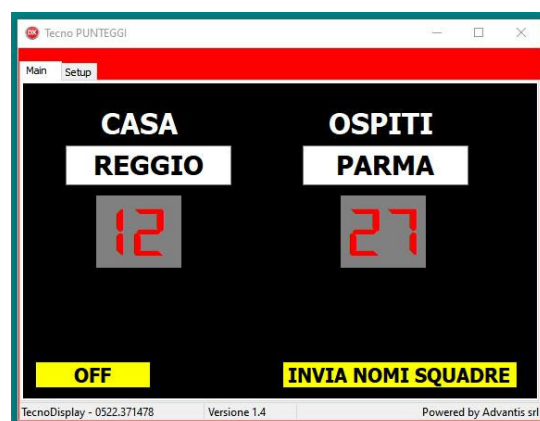 DX Tecno PUNTEGGI
Main Setup
CASA OSPITI
REGGIO PARMA
12 27
OFF INVIA NOMI SQUADRE
TecnoDisplay - 0522.371478 Versione 1.4 Powered by Advantis srl